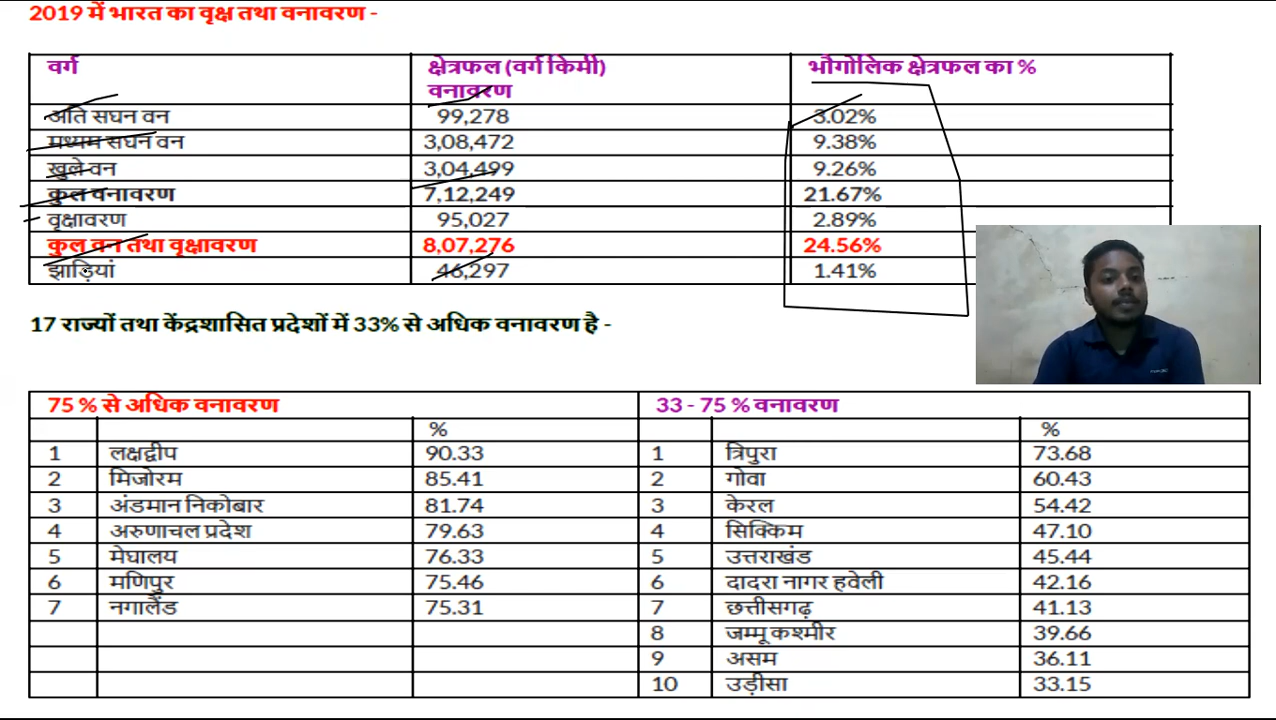 2019 में भारत का वृक्ष तथा वनावरण -
वर्ग क्षेत्रफल (वर्ग किमी) वनावरण भौगोलिक क्षेत्रफल का %
अति सघन वन 99,278 3.02%
मध्यम सघन वन 3,08,472 9.38%
खुले वन 3,04,499 9.26%
कुल वनावरण 7,12,249 21.67%
वृक्षावरण 95,027 2.89%
कुल वन तथा वृक्षावरण 8,07,276 24.56%
झाड़ियां 46,297 1.41%
17 राज्यों तथा केंद्रशासित प्रदेशों में 33% से अधिक वनावरण है -
75 % से अधिक वनावरण 33 - 75 % वनावरण
% %
1 लक्षद्वीप 90.33 1 त्रिपुरा 73.68
2 मिजोरम 85.41 2 गोवा 60.43
3 अंडमान निकोबार 81.74 3 केरल 54.42
4 अरुणाचल प्रदेश 79.63 4 सिक्किम 47.10
5 मेघालय 76.33 5 उत्तराखंड 45.44
6 मणिपुर 75.46 6 दादरा नागर हवेली 42.16
7 नगालैंड 75.31 7 छत्तीसगढ़ 41.13
8 जम्मू कश्मीर 39.66
9 असम 36.11
10 उड़ीसा 33.15